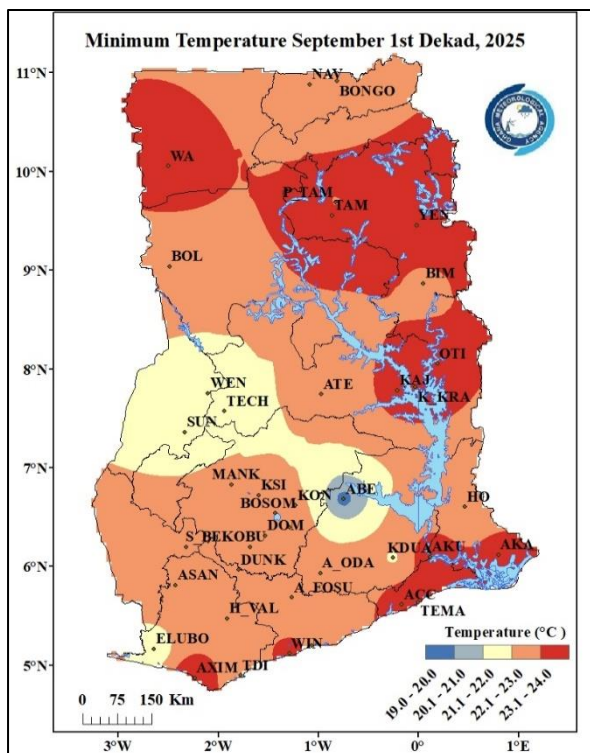 Minimum Temperature September 1st Dekad, 2025
11°N
NAV
BONGO
GHANA METEOROLOGICAL AGENCY
10°N
WA
P_TAM
TAM
YEN
9°N
BOL
BIM
8°N
OTI
WEN
TECH
ATE
KAJ
K_KRA
SUN
7°N
MANK
KSI
KON
ABE
HO
BOSOM
DOM
6°N
S_BEKOBU
DUNK
A_ODA
KDUA
AKU
AKA
ASAN
A_FOSU
ACC
TEMA
H_VAL
ELUBO
WIN
Temperature (°C )
5°N
AXIM
TDI
19.0 -20.0
20.1 -21.0
21.1 -22.0
22.1 -23.0
23.1 -24.0
0 75 150 Km
3°W 2°W 1°W 0° 1°E